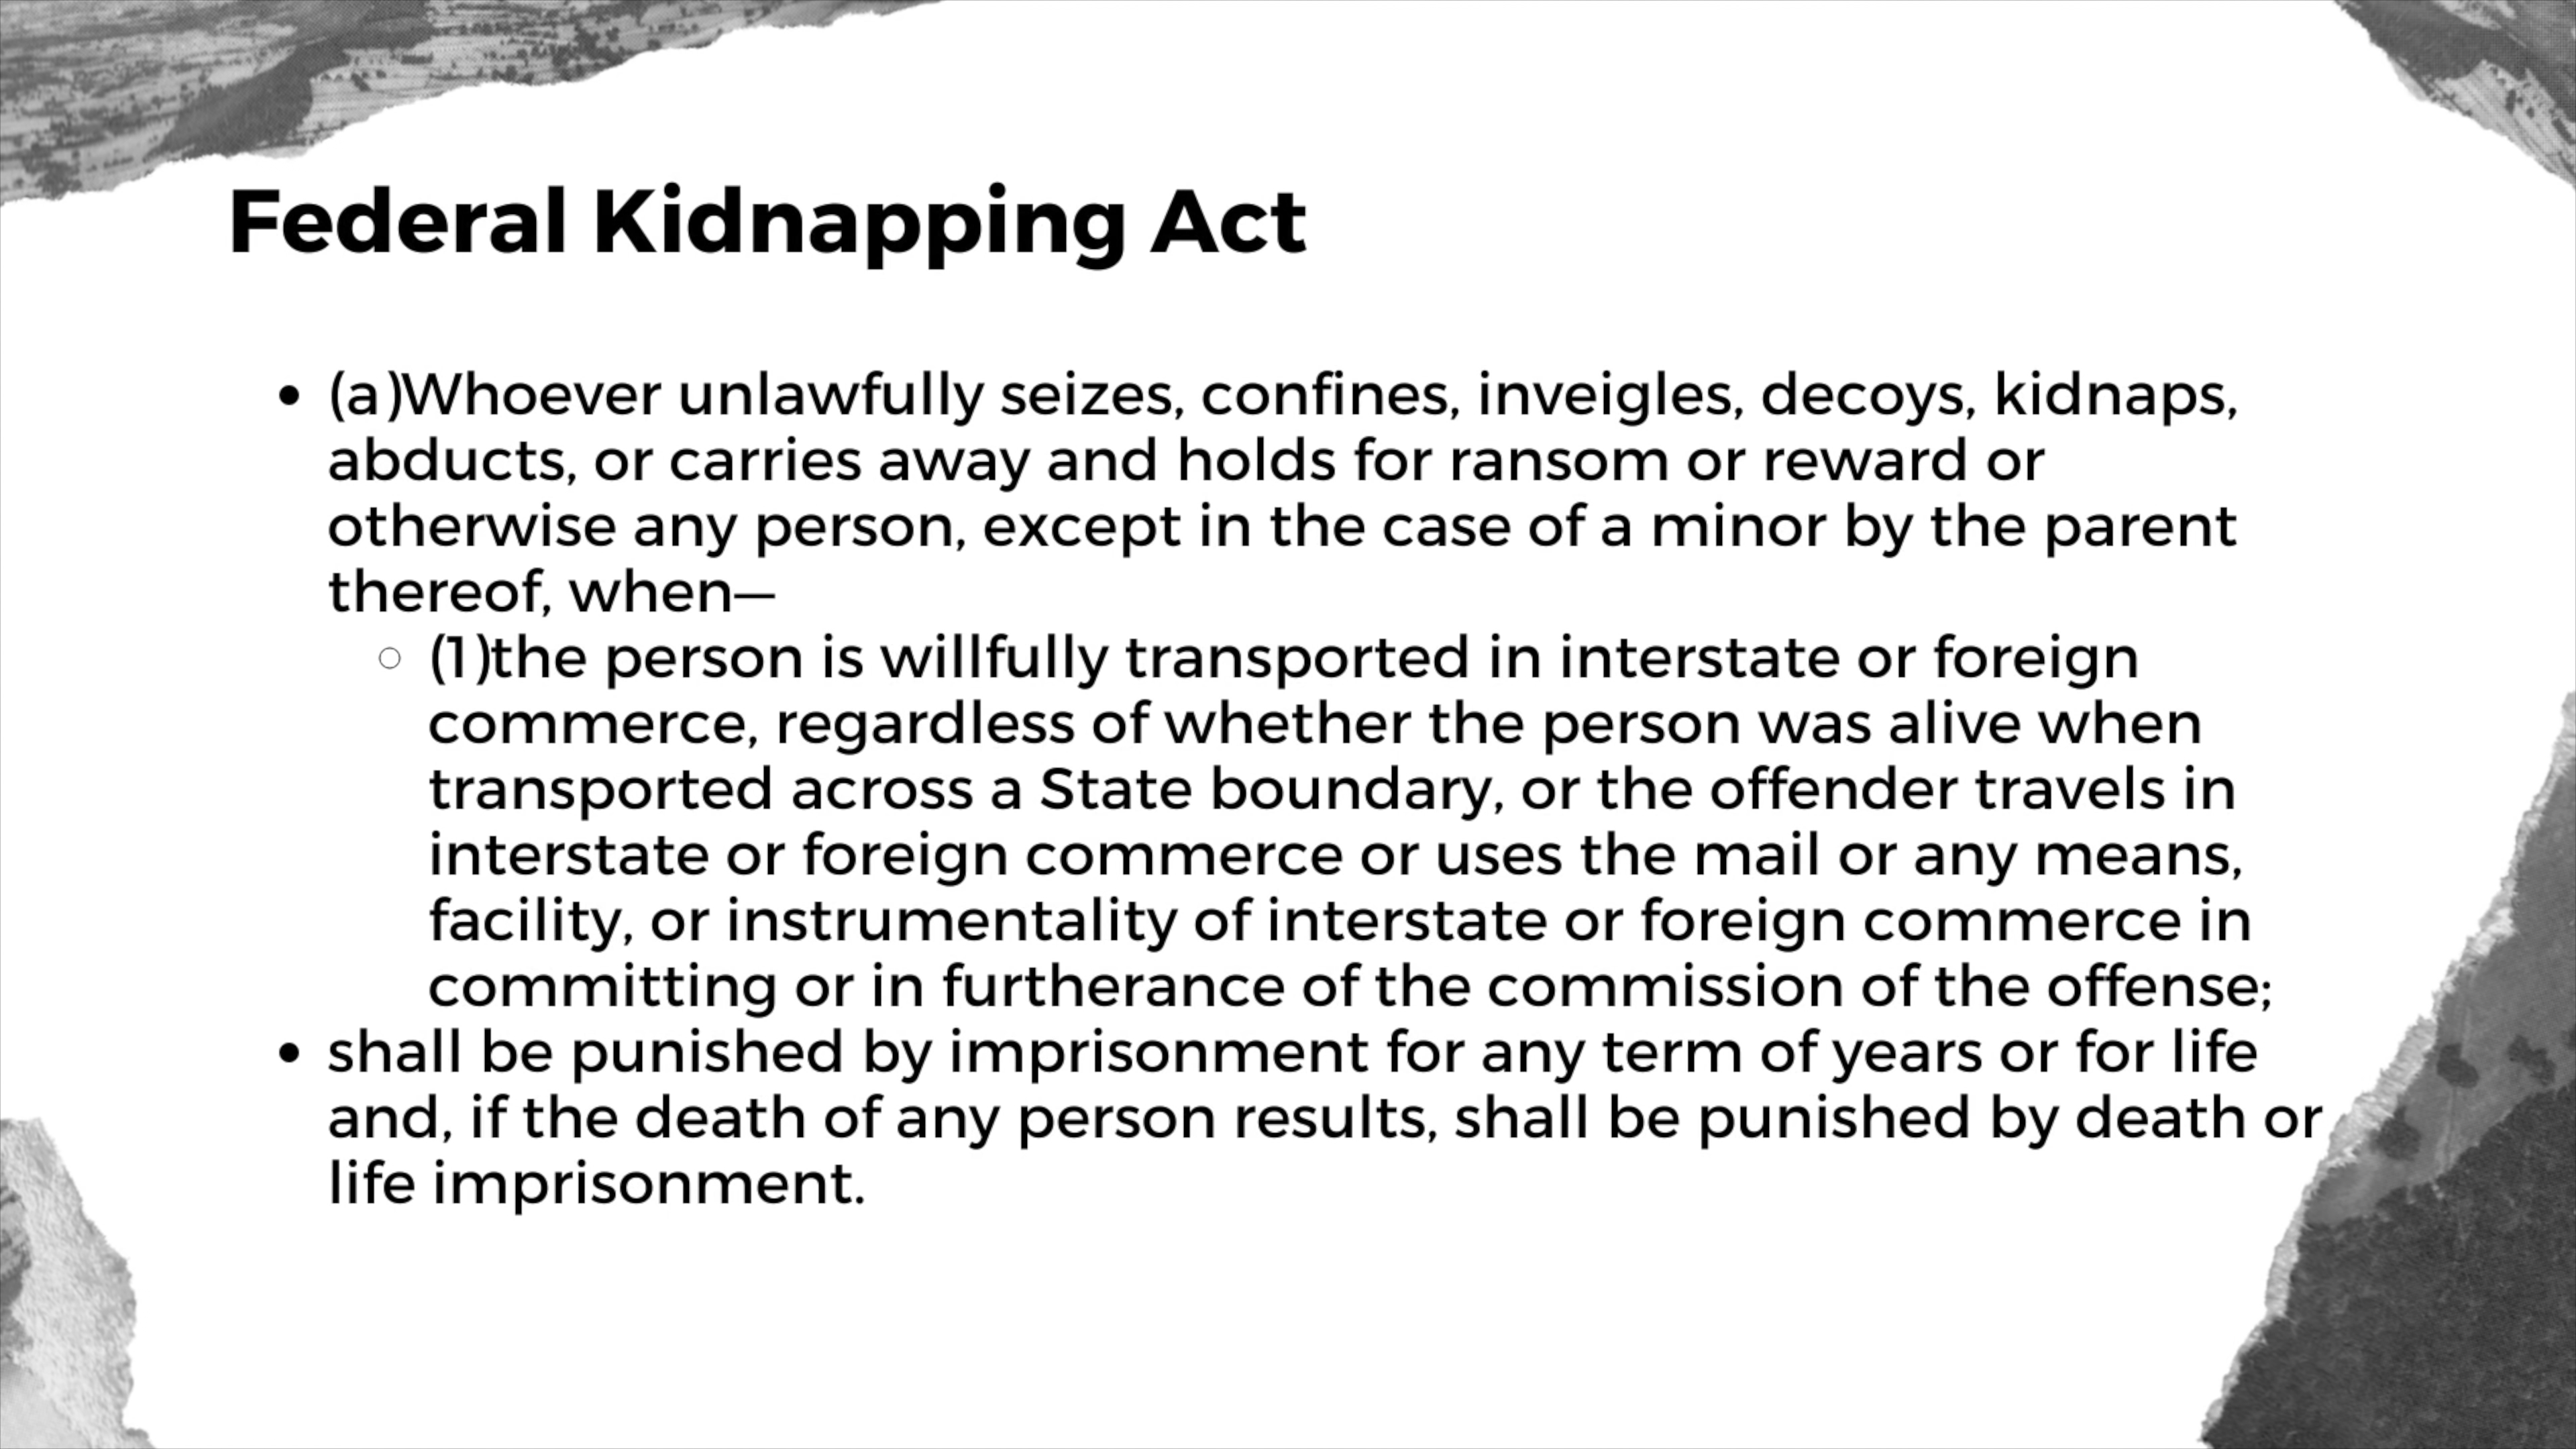 Federal Kidnapping Act
• (a)Whoever unlawfully seizes, confines, inveigles, decoys, kidnaps,
abducts, or carries away and holds for ransom or reward or
otherwise any person, except in the case of a minor by the parent
thereof, when—
○ (1)the person is willfully transported in interstate or foreign
commerce, regardless of whether the person was alive when
transported across a State boundary, or the offender travels in
interstate or foreign commerce or uses the mail or any means,
facility, or instrumentality of interstate or foreign commerce in
committing or in furtherance of the commission of the offense;
• shall be punished by imprisonment for any term of years or for life
and, if the death of any person results, shall be punished by death or
life imprisonment.